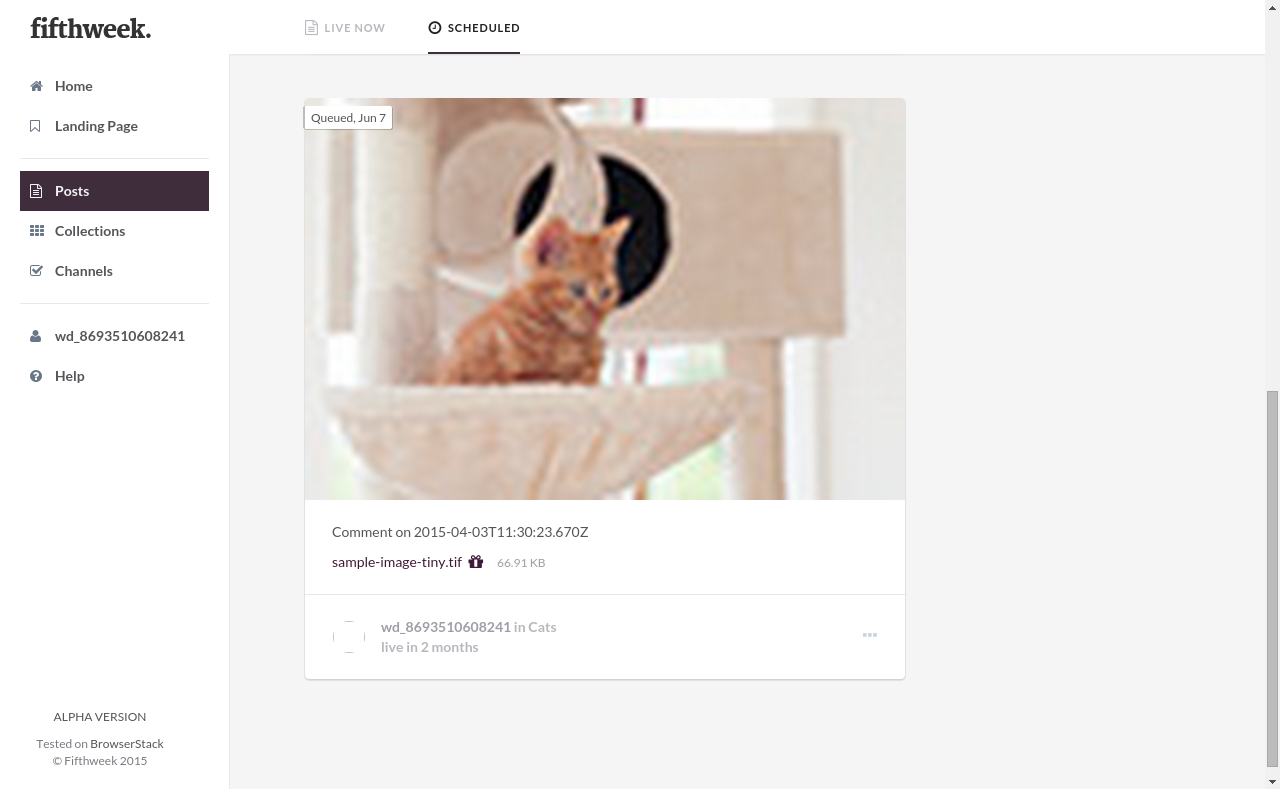 fifthweek.
LIVE NOW
SCHEDULED
Home
Landing Page
Posts
Collections
Channels
wd_8693510608241
Help
Queued, Jun 7
Comment on 2015-04-03T11:30:23.670Z
sample-image-tiny.tif 66.91 KB
wd_8693510608241 in Cats
live in 2 months
ALPHA VERSION
Tested on BrowserStack
© Fifthweek 2015